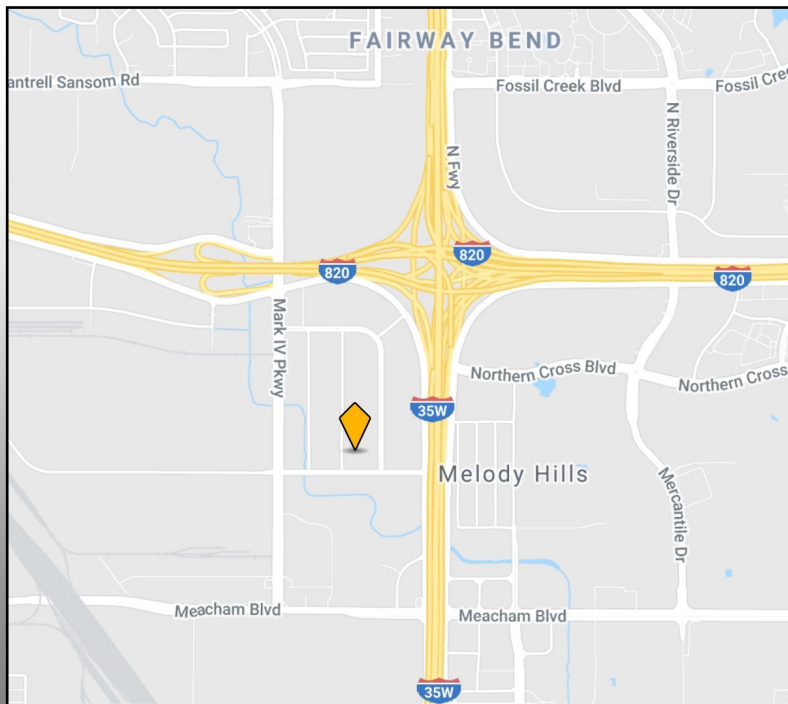 FAIRWAY BEND
antrell Sansom Rd
Fossil Creek Blvd
Fossil Cree
N Riverside Dr
N Fwy
820
820
820
Mark IV Pkwy
Northern Cross Blvd
Northern Cross
35W
Melody Hills
Mercantile Dr
Meacham Blvd
Meacham Blvd
35W